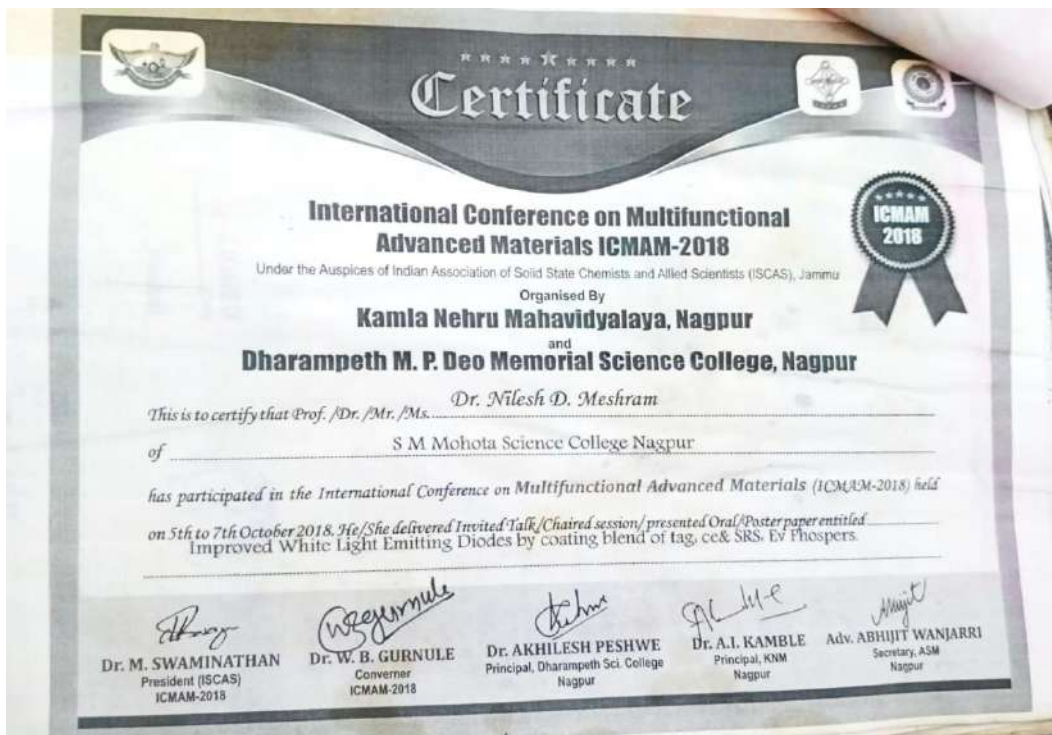 Certificate
International Conference on Multifunctional
Advanced Materials ICMAM-2018
ICMAM
2018
Under the Auspices of Indian Association of Solid State Chemists and Allied Scientists (ISCAS), Jammu
Organised By
Kamla Nehru Mahavidyalaya, Nagpur
and
Dharampeth M. P. Deo Memorial Science College, Nagpur
This is to certify that Prof. /Dr. /Mr. /Ms. Dr. Nilesh D. Meshram
of S M Mohota Science College Nagpur
has participated in the International Conference on Multifunctional Advanced Materials (ICMAM-2018) held
on 5th to 7th October 2018. He/She delivered Invited Talk/Chaired session/presented Oral/Poster paper entitled
Improved White Light Emitting Diodes by coating blend of tag, ce& SRS, Ev Phospers.
Dr. M. SWAMINATHAN
President (ISCAS)
ICMAM-2018
Dr. W. B. GURNULE
Converner
ICMAM-2018
Dr. AKHILESH PESHWE
Principal, Dharampeth Sci. College
Nagpur
Dr. A.I. KAMBLE
Principal, KNM
Nagpur
Adv. ABHIJIT WANJARRI
Secretary, ASM
Nagpur